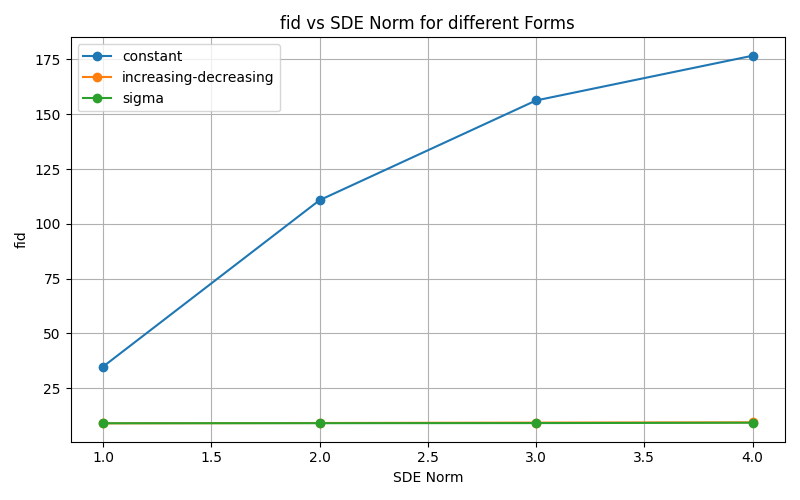 fid vs SDE Norm for different Forms
constant
increasing-decreasing
sigma
175
150
125
100
75
50
25
fid
1.0 1.5 2.0 2.5 3.0 3.5 4.0
SDE Norm